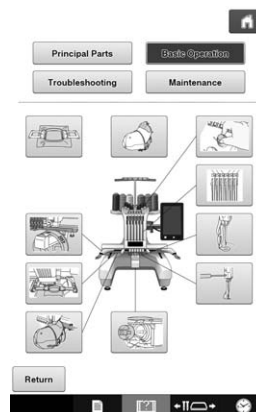 Principal Parts
Basic Operation
Troubleshooting
Maintenance
Return